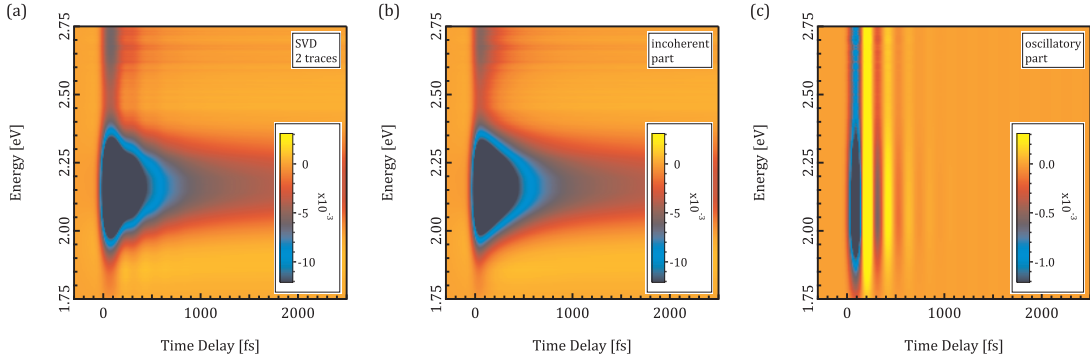 (a)
2.75
2.50
2.25
2.00
1.75
Energy [eV]
SVD
2 traces
0
-5
-10
x10⁻³
0
1000
2000
Time Delay [fs]
(b)
2.75
2.50
2.25
2.00
1.75
Energy [eV]
incoherent
part
0
-5
-10
x10⁻³
0
1000
2000
Time Delay [fs]
(c)
2.75
2.50
2.25
2.00
1.75
Energy [eV]
oscillatory
part
0.0
-0.5
-1.0
x10⁻³
0
1000
2000
Time Delay [fs]